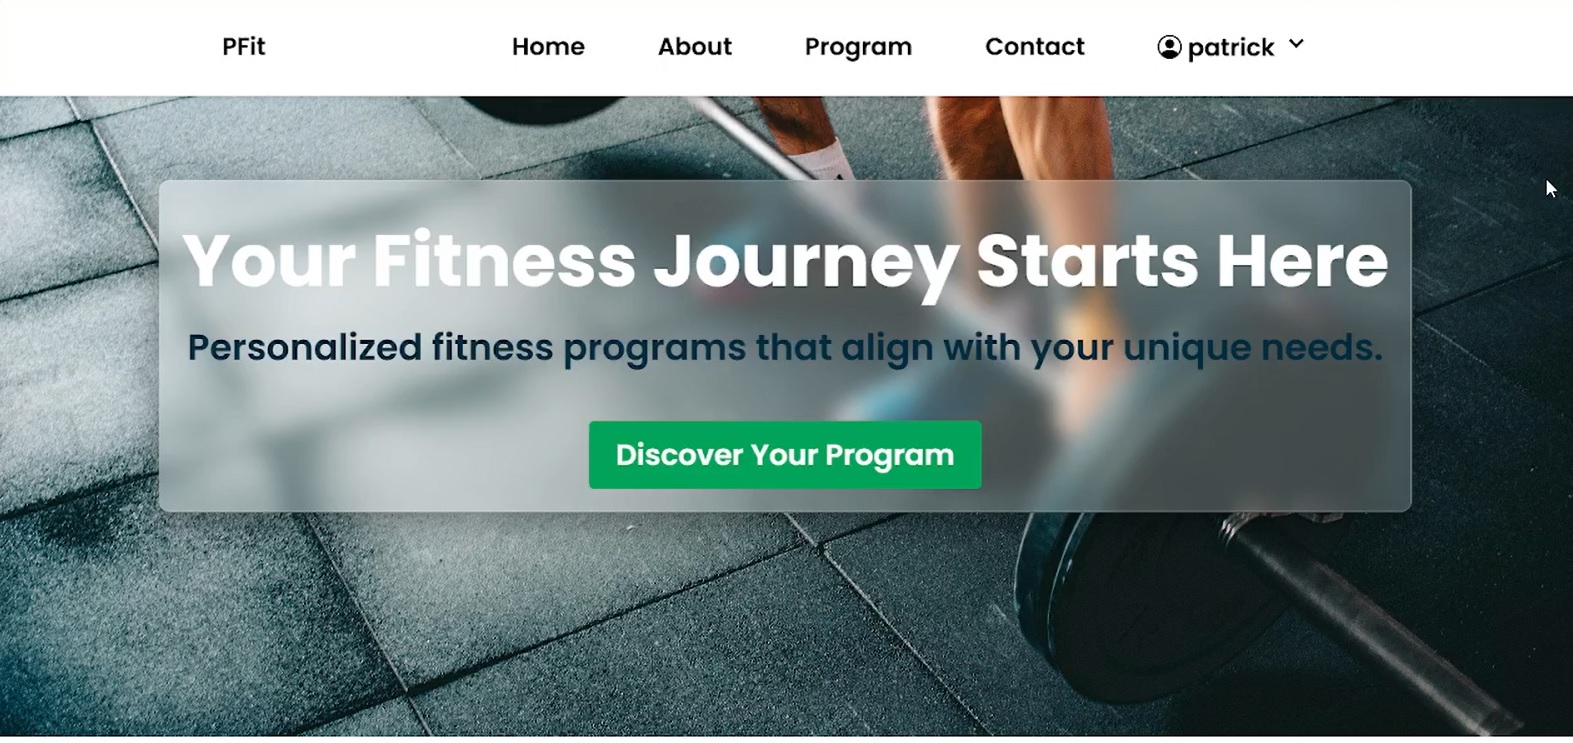 PFit Home About Program Contact patrick
Your Fitness Journey Starts Here
Personalized fitness programs that align with your unique needs.
Discover Your Program